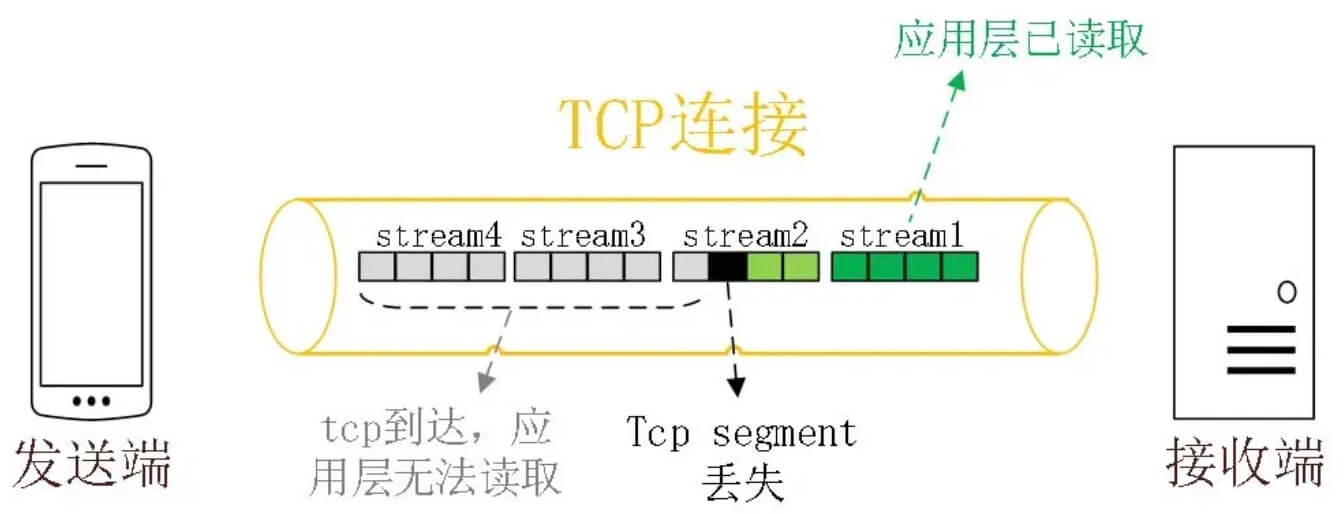 应用层已读取
TCP连接
stream4 stream3 stream2 stream1
发送端
tcp到达，应
用层无法读取
Tcp segment
丢失
接收端